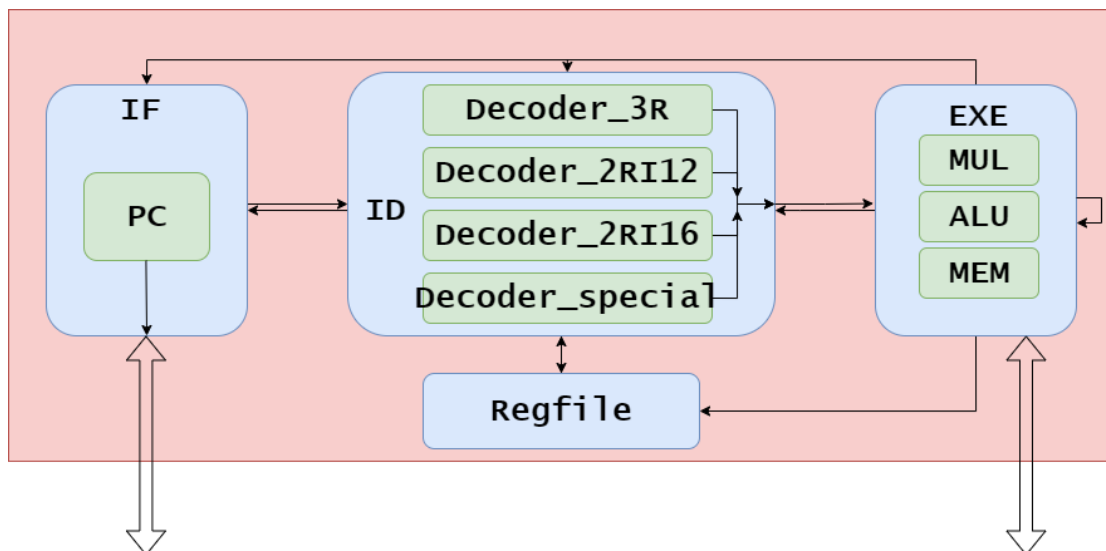 IF
PC
ID
Decoder_3R
Decoder_2RI12
Decoder_2RI16
Decoder_special
EXE
MUL
ALU
MEM
Regfile